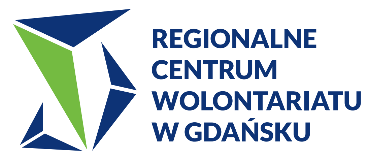 REGIONALNE
CENTRUM
WOLONTARIATU
W GDAŃSKU